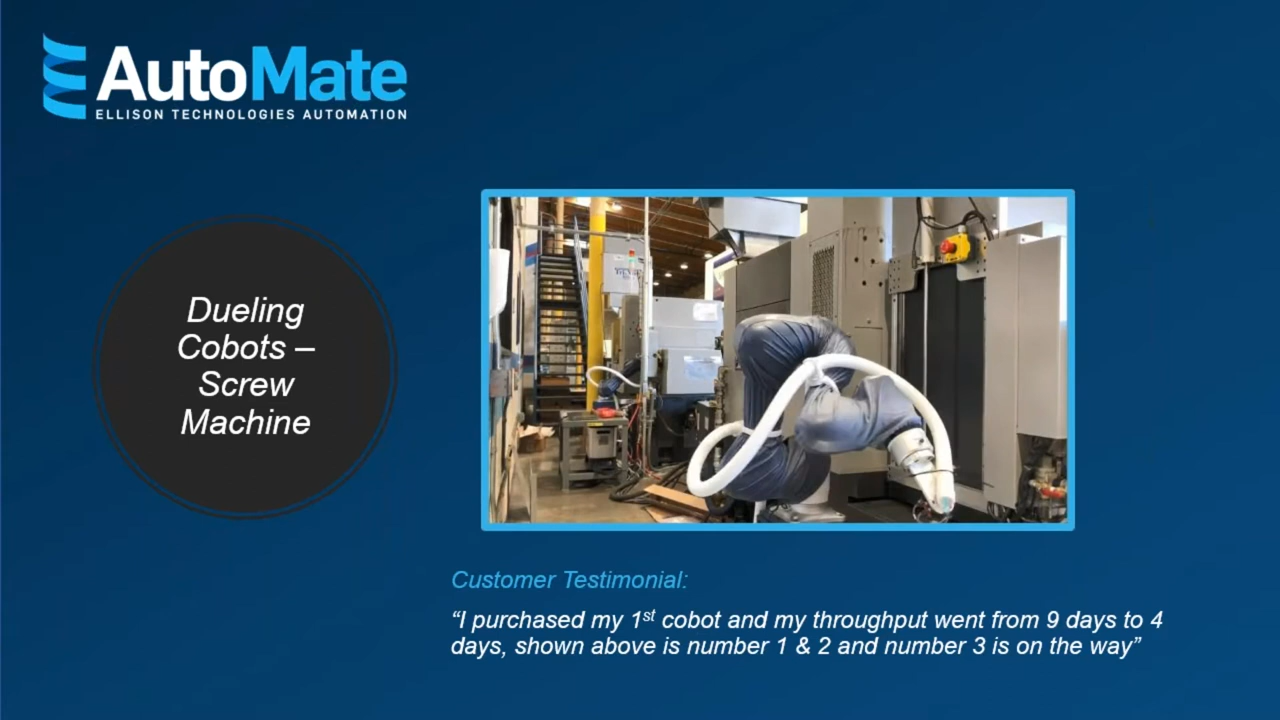 AutoMate
ELLISON TECHNOLOGIES AUTOMATION
Dueling
Cobots –
Screw
Machine
Customer Testimonial:
“I purchased my 1st cobot and my throughput went from 9 days to 4
days, shown above is number 1 & 2 and number 3 is on the way”